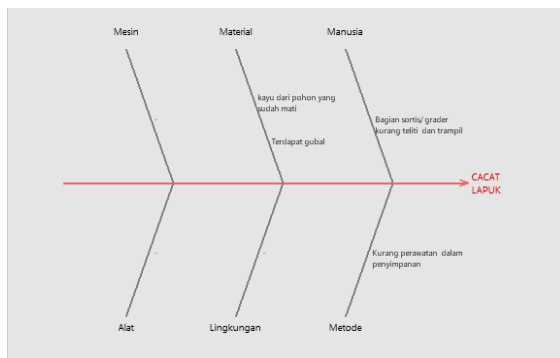 Mesin
Material
Manusia
kayu dari pohon yang
sudah mati
Terdapat gubal
-
Bagian sortis/ grader
kurang teliti dan trampil
CACAT
LAPUK
-
-
Kurang perawatan dalam
penyimpanan
Alat
Lingkungan
Metode